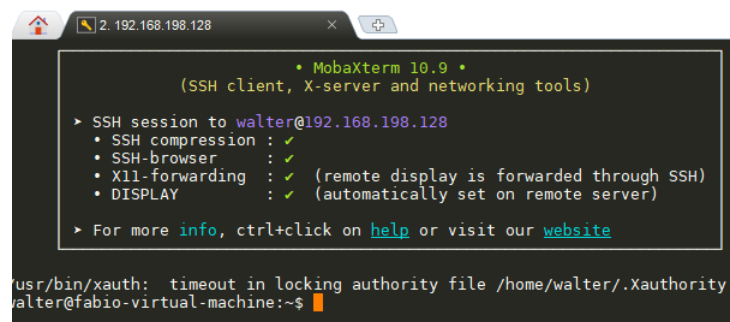 2. 192.168.198.128
• MobaXterm 10.9 •
(SSH client, X-server and networking tools)
➤ SSH session to walter@192.168.198.128
• SSH compression : ✔
• SSH-browser : ✔
• X11-forwarding : ✔ (remote display is forwarded through SSH)
• DISPLAY : ✔ (automatically set on remote server)
➤ For more info, ctrl+click on help or visit our website
/usr/bin/xauth: timeout in locking authority file /home/walter/.Xauthority
walter@fabio-virtual-machine:~$